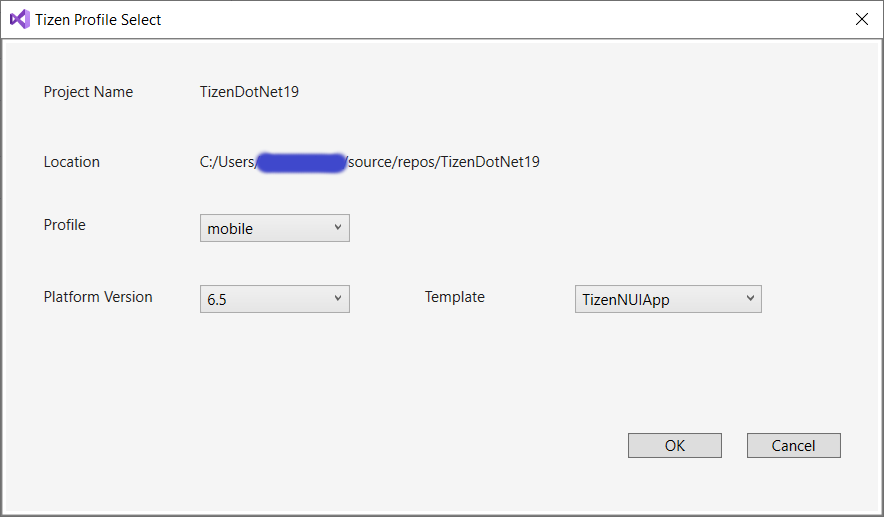 Tizen Profile Select
Project Name TizenDotNet19
Location C:/Users/ /source/repos/TizenDotNet19
Profile mobile
Platform Version 6.5 Template TizenNUIApp
OK Cancel